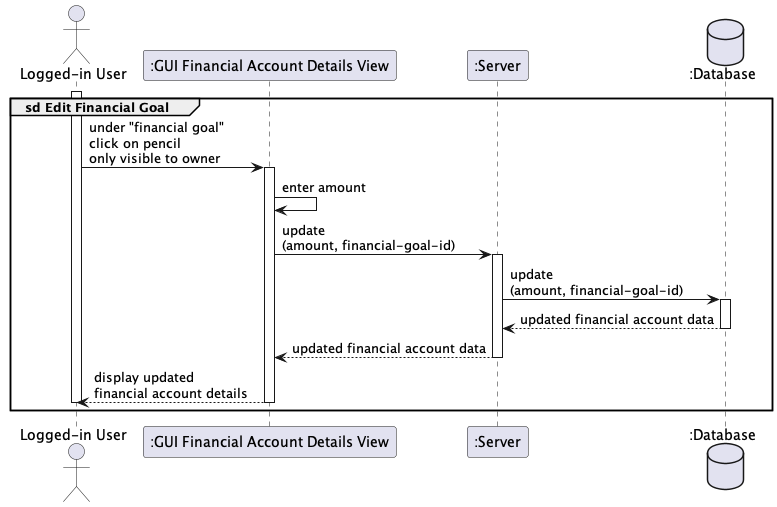 Logged-in User
:GUI Financial Account Details View
:Server
:Database
sd Edit Financial Goal
under "financial goal"
click on pencil
only visible to owner
enter amount
update
(amount, financial-goal-id)
update
(amount, financial-goal-id)
updated financial account data
updated financial account data
display updated
financial account details
Logged-in User
:GUI Financial Account Details View
:Server
:Database